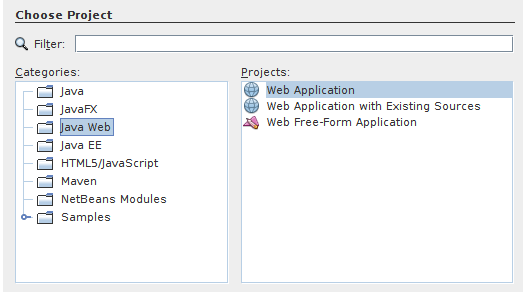 Choose Project
Filter:
Categories:
Java
JavaFX
Java Web
Java EE
HTML5/JavaScript
Maven
NetBeans Modules
Samples
Projects:
Web Application
Web Application with Existing Sources
Web Free-Form Application